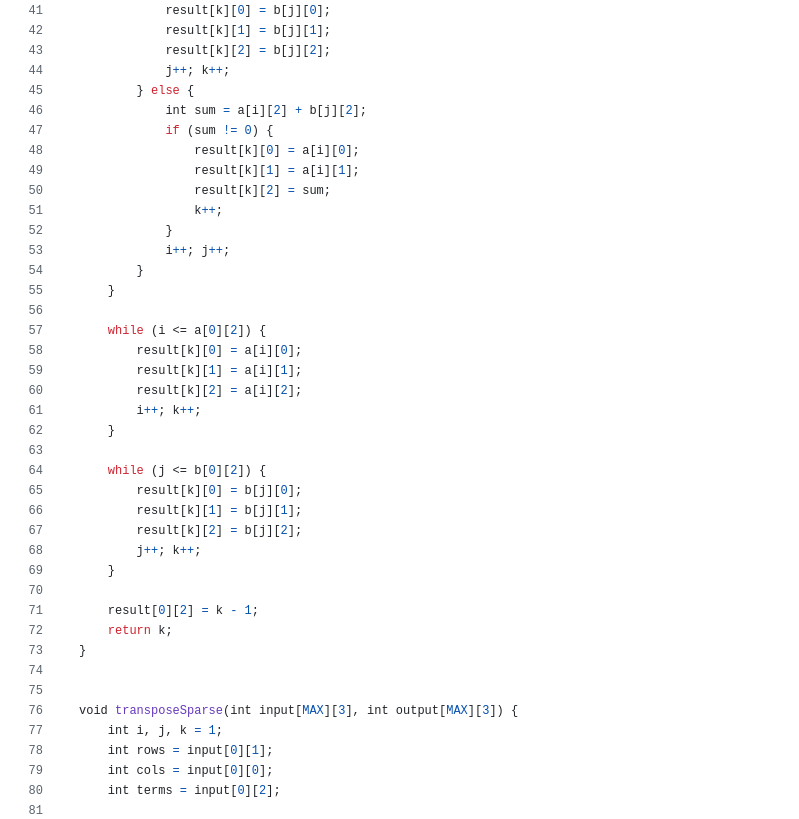 41                 result[k][0] = b[j][0];
42                 result[k][1] = b[j][1];
43                 result[k][2] = b[j][2];
44                 j++; k++;
45             } else {
46                 int sum = a[i][2] + b[j][2];
47                 if (sum != 0) {
48                     result[k][0] = a[i][0];
49                     result[k][1] = a[i][1];
50                     result[k][2] = sum;
51                     k++;
52                 }
53                 i++; j++;
54             }
55         }
56
57         while (i <= a[0][2]) {
58             result[k][0] = a[i][0];
59             result[k][1] = a[i][1];
60             result[k][2] = a[i][2];
61             i++; k++;
62         }
63
64         while (j <= b[0][2]) {
65             result[k][0] = b[j][0];
66             result[k][1] = b[j][1];
67             result[k][2] = b[j][2];
68             j++; k++;
69         }
70
71         result[0][2] = k - 1;
72         return k;
73     }
74
75
76     void transposeSparse(int input[MAX][3], int output[MAX][3]) {
77         int i, j, k = 1;
78         int rows = input[0][1];
79         int cols = input[0][0];
80         int terms = input[0][2];
81